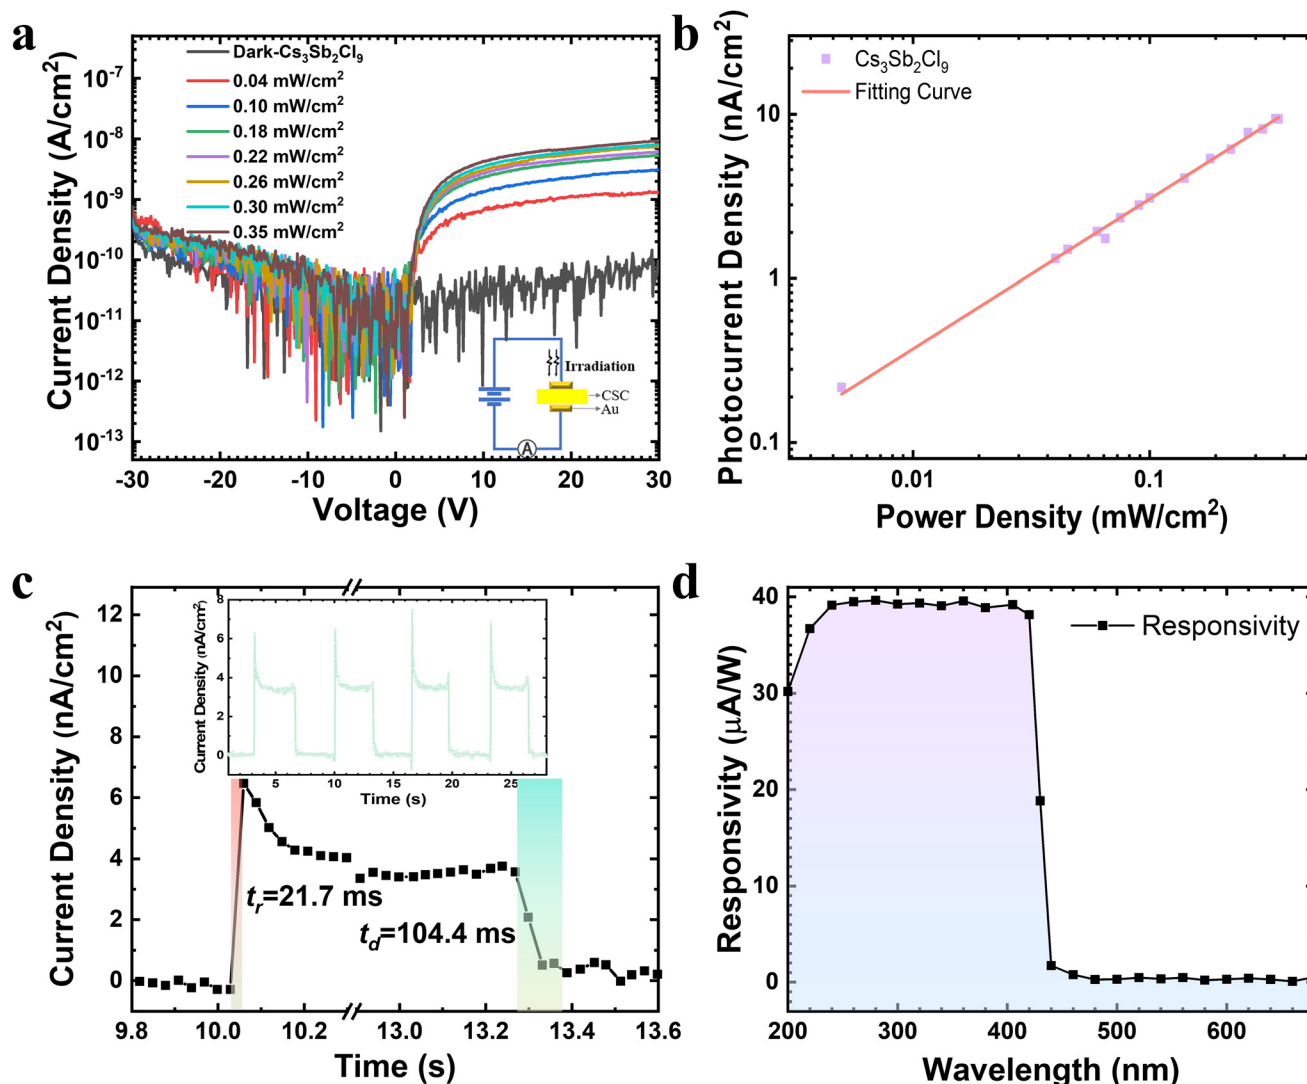 a
Current Density (A/cm²)
10⁻⁷
10⁻⁸
10⁻⁹
10⁻¹⁰
10⁻¹¹
10⁻¹²
10⁻¹³
Dark-Cs₃Sb₂Cl₉
0.04 mW/cm²
0.10 mW/cm²
0.18 mW/cm²
0.22 mW/cm²
0.26 mW/cm²
0.30 mW/cm²
0.35 mW/cm²
Irradiation
CSC
Au
A
-30 -20 -10 0 10 20 30
Voltage (V)
b
Photocurrent Density (nA/cm²)
10
1
0.1
Cs₃Sb₂Cl₉
Fitting Curve
0.01 0.1
Power Density (mW/cm²)
c
Current Density (nA/cm²)
12
10
8
6
4
2
0
Current Density (nA/cm²)
8
6
4
2
0
5 10 15 20 25
Time (s)
tᵣ=21.7 ms
t_d=104.4 ms
9.8 10.0 10.2 13.0 13.2 13.4 13.6
Time (s)
d
Responsivity (μA/W)
40
30
20
10
0
Responsivity
200 300 400 500 600
Wavelength (nm)